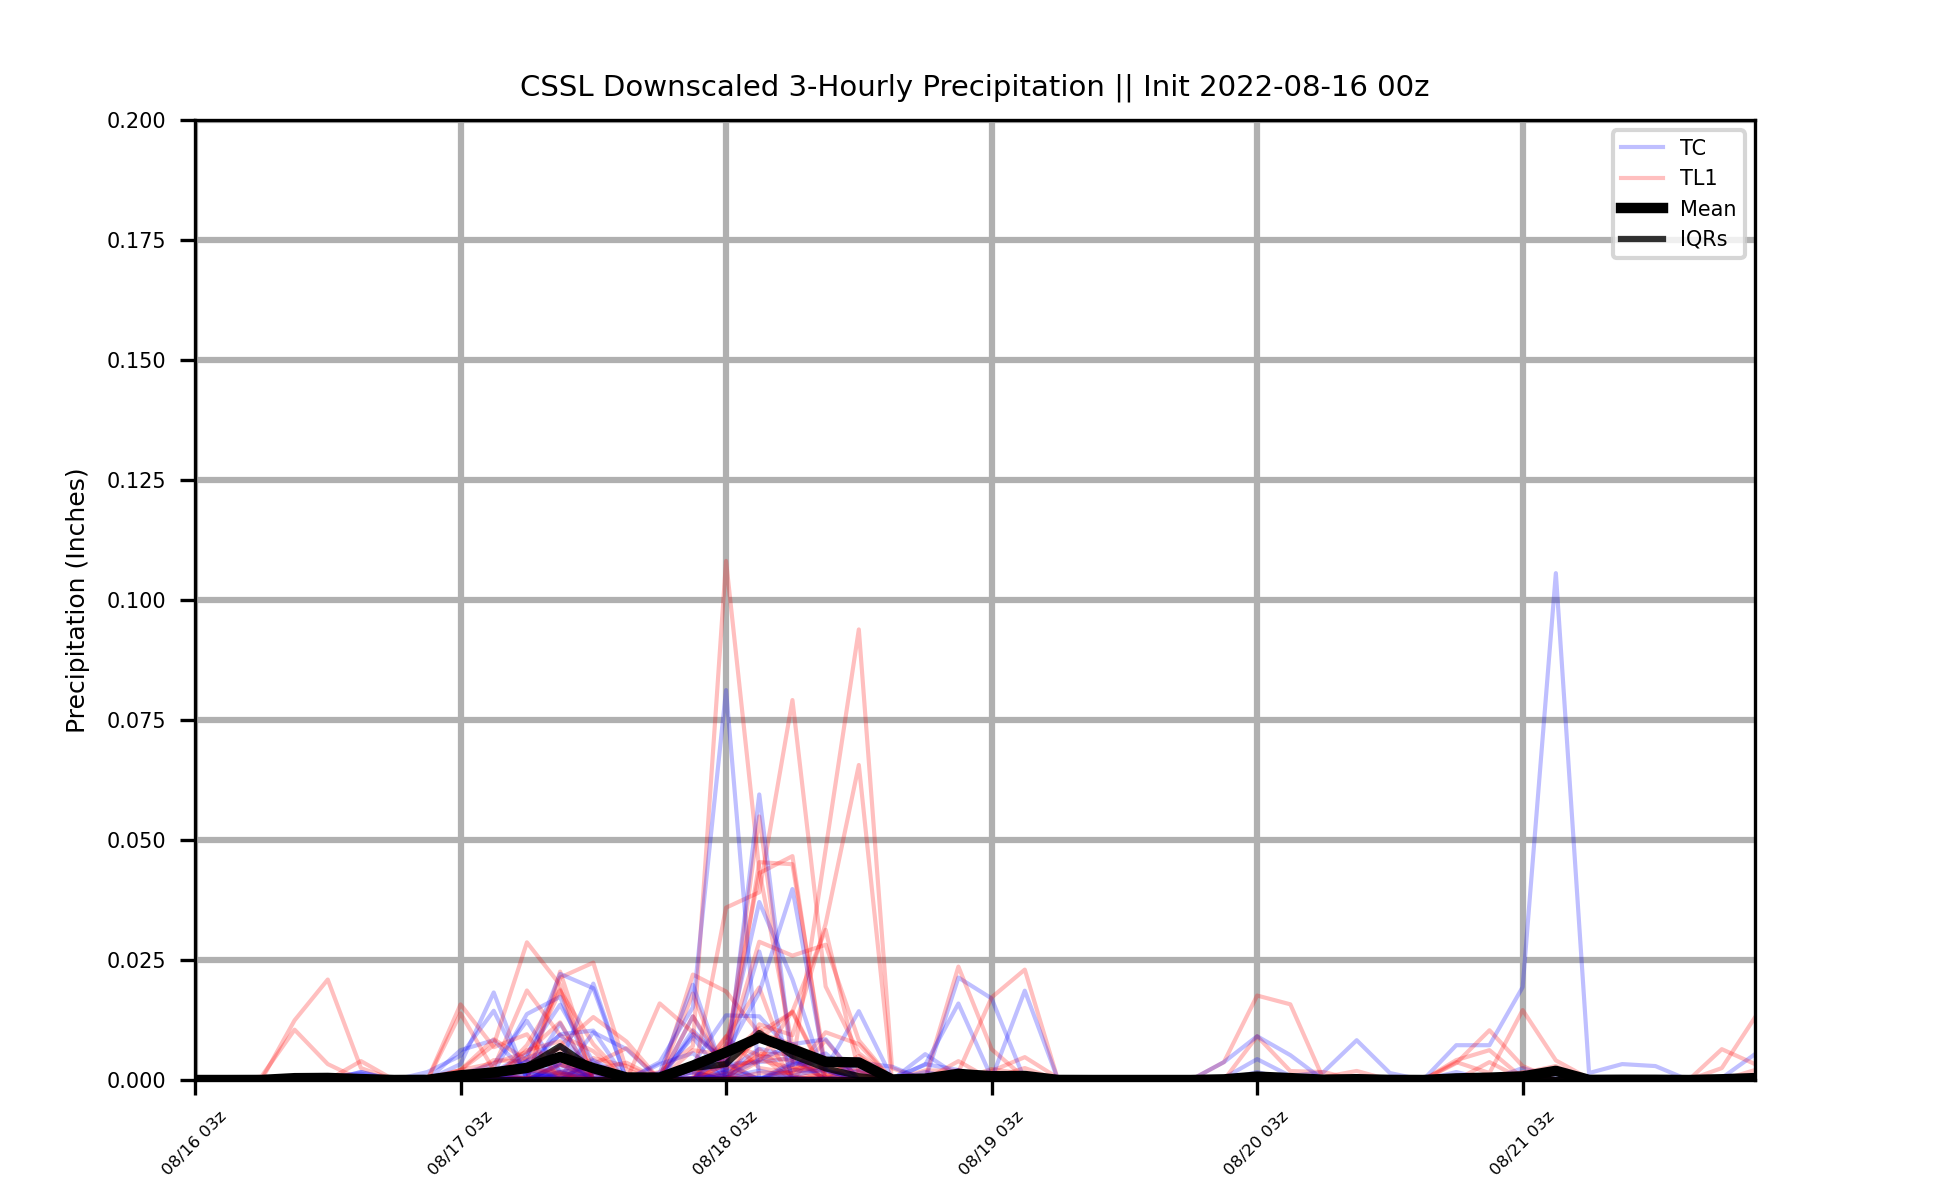 CSSL Downscaled 3-Hourly Precipitation || Init 2022-08-16 00z
0.200
0.175
0.150
0.125
0.100
0.075
0.050
0.025
0.000
Precipitation (Inches)
TC
TL1
Mean
IQRs
08/16 03z
08/17 03z
08/18 03z
08/19 03z
08/20 03z
08/21 03z